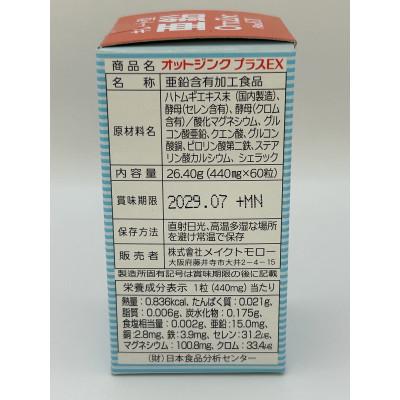 商品名 オットジンク プラスEX
名称 亜鉛含有加工食品
原材料名 ハトムギエキス末(国内製造)、
酵母(セレン含有)、酵母(クロム
含有)/酸化マグネシウム、グル
コン酸亜鉛、クエン酸、グルコン
酸銅、ピロリン酸第二鉄、ステア
リン酸カルシウム、シェラック
内容量 26.40g(440mg×60粒)
賞味期限 2029.07 +MN
保存方法 直射日光、高温多湿な場所
を避け常温で保存
販売者 株式会社メイクトモロー
大阪府藤井寺市大井2-4-15
製造所固有記号は賞味期限の後に記載
栄養成分表示 1粒(440mg)当たり
熱量:0.836kcal、たんぱく質:0.021g、
脂質:0.006g、炭水化物:0.175g、
食塩相当量:0.002g、亜鉛:15.0mg、
銅:2.8mg、鉄:3.9mg、セレン:31.2μg、
マグネシウム:100.8mg、クロム:33.4μg
(財)日本食品分析センター